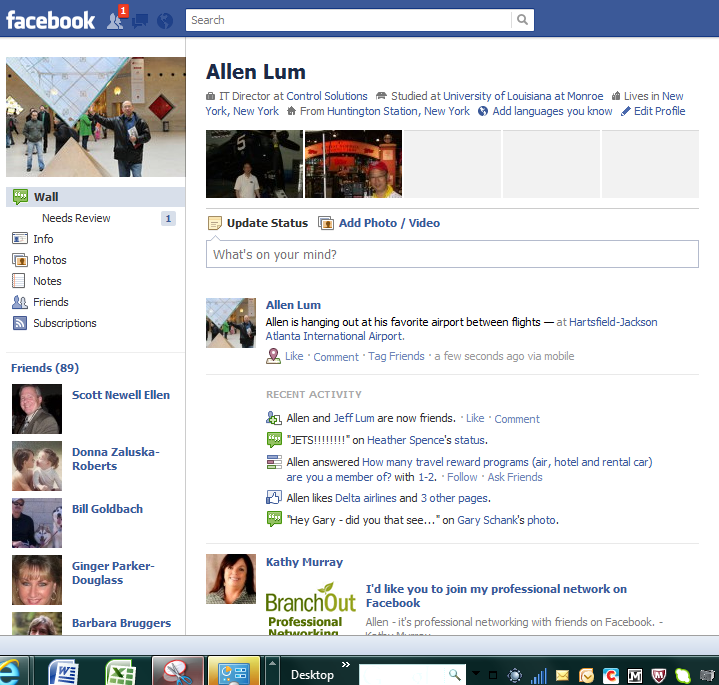 facebook
1
Search
Allen Lum
IT Director at Control Solutions Studied at University of Louisiana at Monroe Lives in New
York, New York From Huntington Station, New York Add languages you know Edit Profile
5
Wall
Needs Review 1
Info
Photos
Notes
Friends
Subscriptions
Friends (89)
Scott Newell Ellen
Donna Zaluska-
Roberts
Bill Goldbach
Ginger Parker-
Douglass
Barbara Bruggers
Update Status Add Photo / Video
What's on your mind?
Allen Lum
Allen is hanging out at his favorite airport between flights — at Hartsfield-Jackson
Atlanta International Airport.
Like · Comment · Tag Friends · a few seconds ago via mobile
RECENT ACTIVITY
Allen and Jeff Lum are now friends. · Like · Comment
"JETS!!!!!!!!" on Heather Spence's status.
Allen answered How many travel reward programs (air, hotel and rental car)
are you a member of? with 1-2. · Follow · Ask Friends
Allen likes Delta airlines and 3 other pages.
"Hey Gary - did you that see..." on Gary Schank's photo.
Kathy Murray
BranchOut
Professional
Networking
I'd like you to join my professional network on
Facebook
Allen - it's professional networking with friends on Facebook. -
Kathy Murray
Desktop »